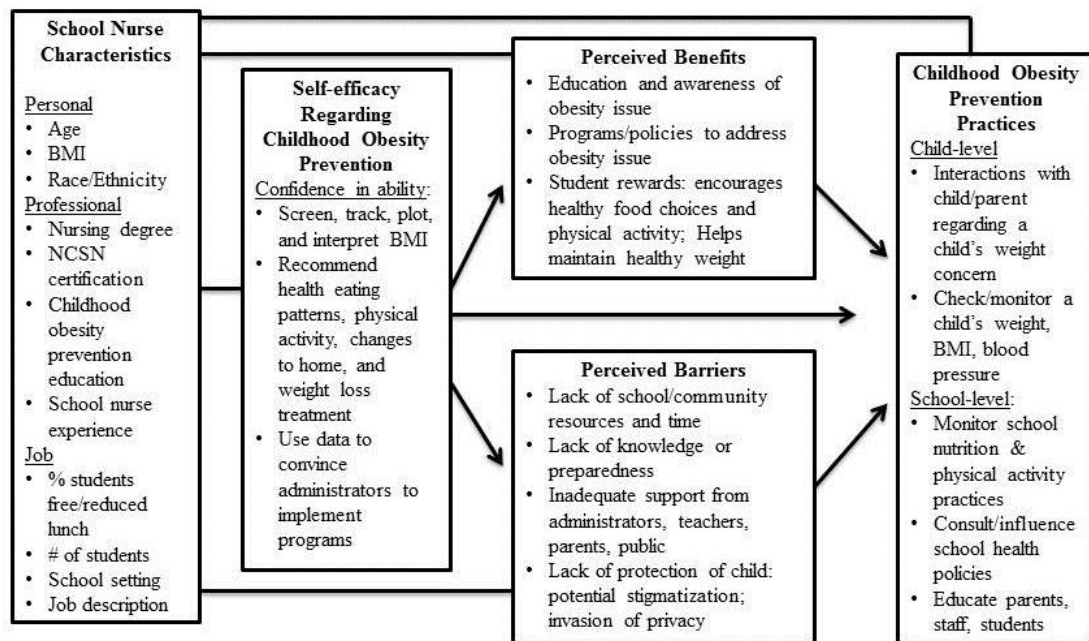 School Nurse
Characteristics
Personal
• Age
• BMI
• Race/Ethnicity
Professional
• Nursing degree
• NCSN
certification
• Childhood
obesity
prevention
education
• School nurse
experience
Job
• % students
free/reduced
lunch
• # of students
• School setting
• Job description
Self-efficacy
Regarding
Childhood Obesity
Prevention
Confidence in ability:
• Screen, track, plot,
and interpret BMI
• Recommend
health eating
patterns, physical
activity, changes
to home, and
weight loss
treatment
• Use data to
convince
administrators to
implement
programs
Perceived Benefits
• Education and awareness of
obesity issue
• Programs/policies to address
obesity issue
• Student rewards: encourages
healthy food choices and
physical activity; Helps
maintain healthy weight
Perceived Barriers
• Lack of school/community
resources and time
• Lack of knowledge or
preparedness
• Inadequate support from
administrators, teachers,
parents, public
• Lack of protection of child:
potential stigmatization;
invasion of privacy
Childhood Obesity
Prevention
Practices
Child-level
• Interactions with
child/parent
regarding a
child's weight
concern
• Check/monitor a
child's weight,
BMI, blood
pressure
School-level:
• Monitor school
nutrition &
physical activity
practices
• Consult/influence
school health
policies
• Educate parents,
staff, students